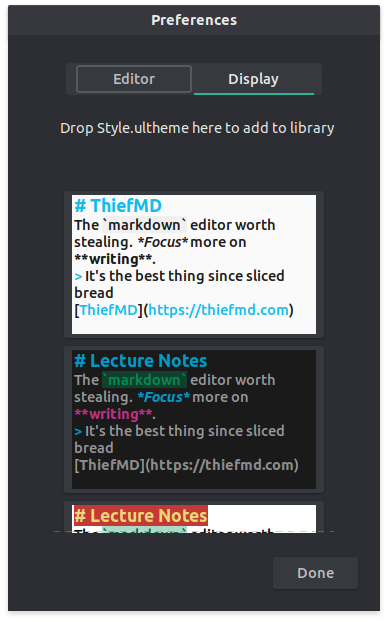 Preferences
Editor Display
Drop Style.ultheme here to add to library
# ThiefMD
The `markdown` editor worth
stealing. *Focus* more on
**writing**.
> It's the best thing since sliced
bread
[ThiefMD](https://thiefmd.com)
# Lecture Notes
The `markdown` editor worth
stealing. *Focus* more on
**writing**.
> It's the best thing since sliced
bread
[ThiefMD](https://thiefmd.com)
# Lecture Notes
The `markdown` editor worth
Done